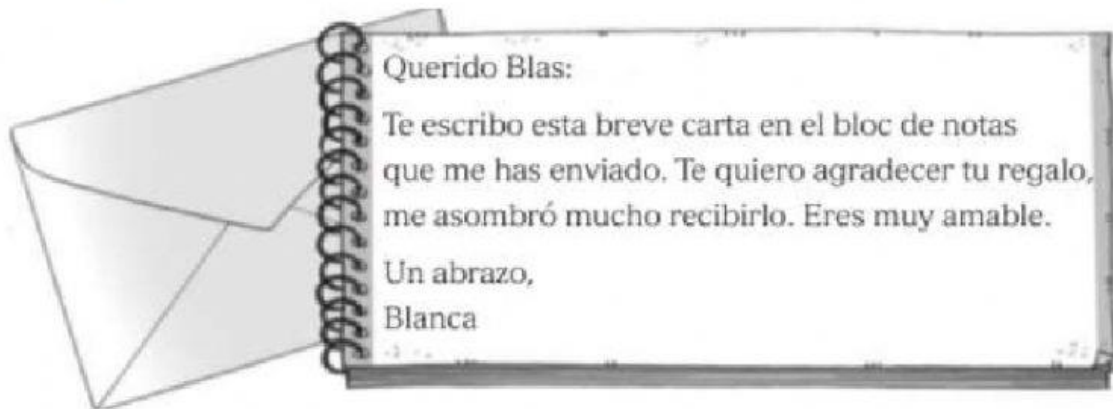 Querido Blas:
Te escribo esta breve carta en el bloc de notas
que me has enviado. Te quiero agradecer tu regalo,
me asombró mucho recibirlo. Eres muy amable.
Un abrazo,
Blanca